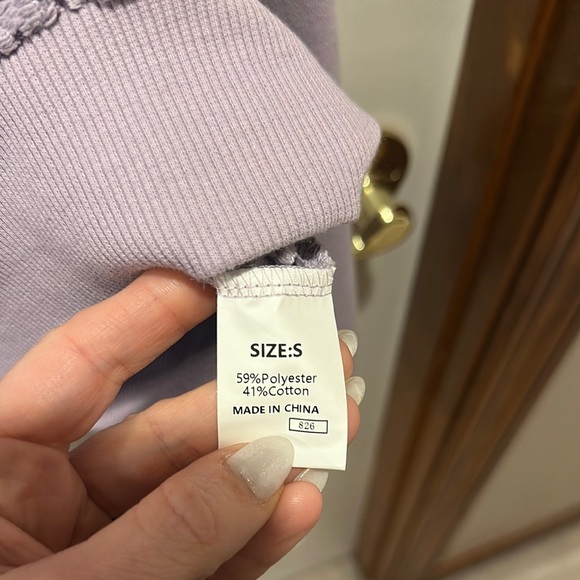 SIZE:S
59%Polyester
41%Cotton
MADE IN CHINA
826